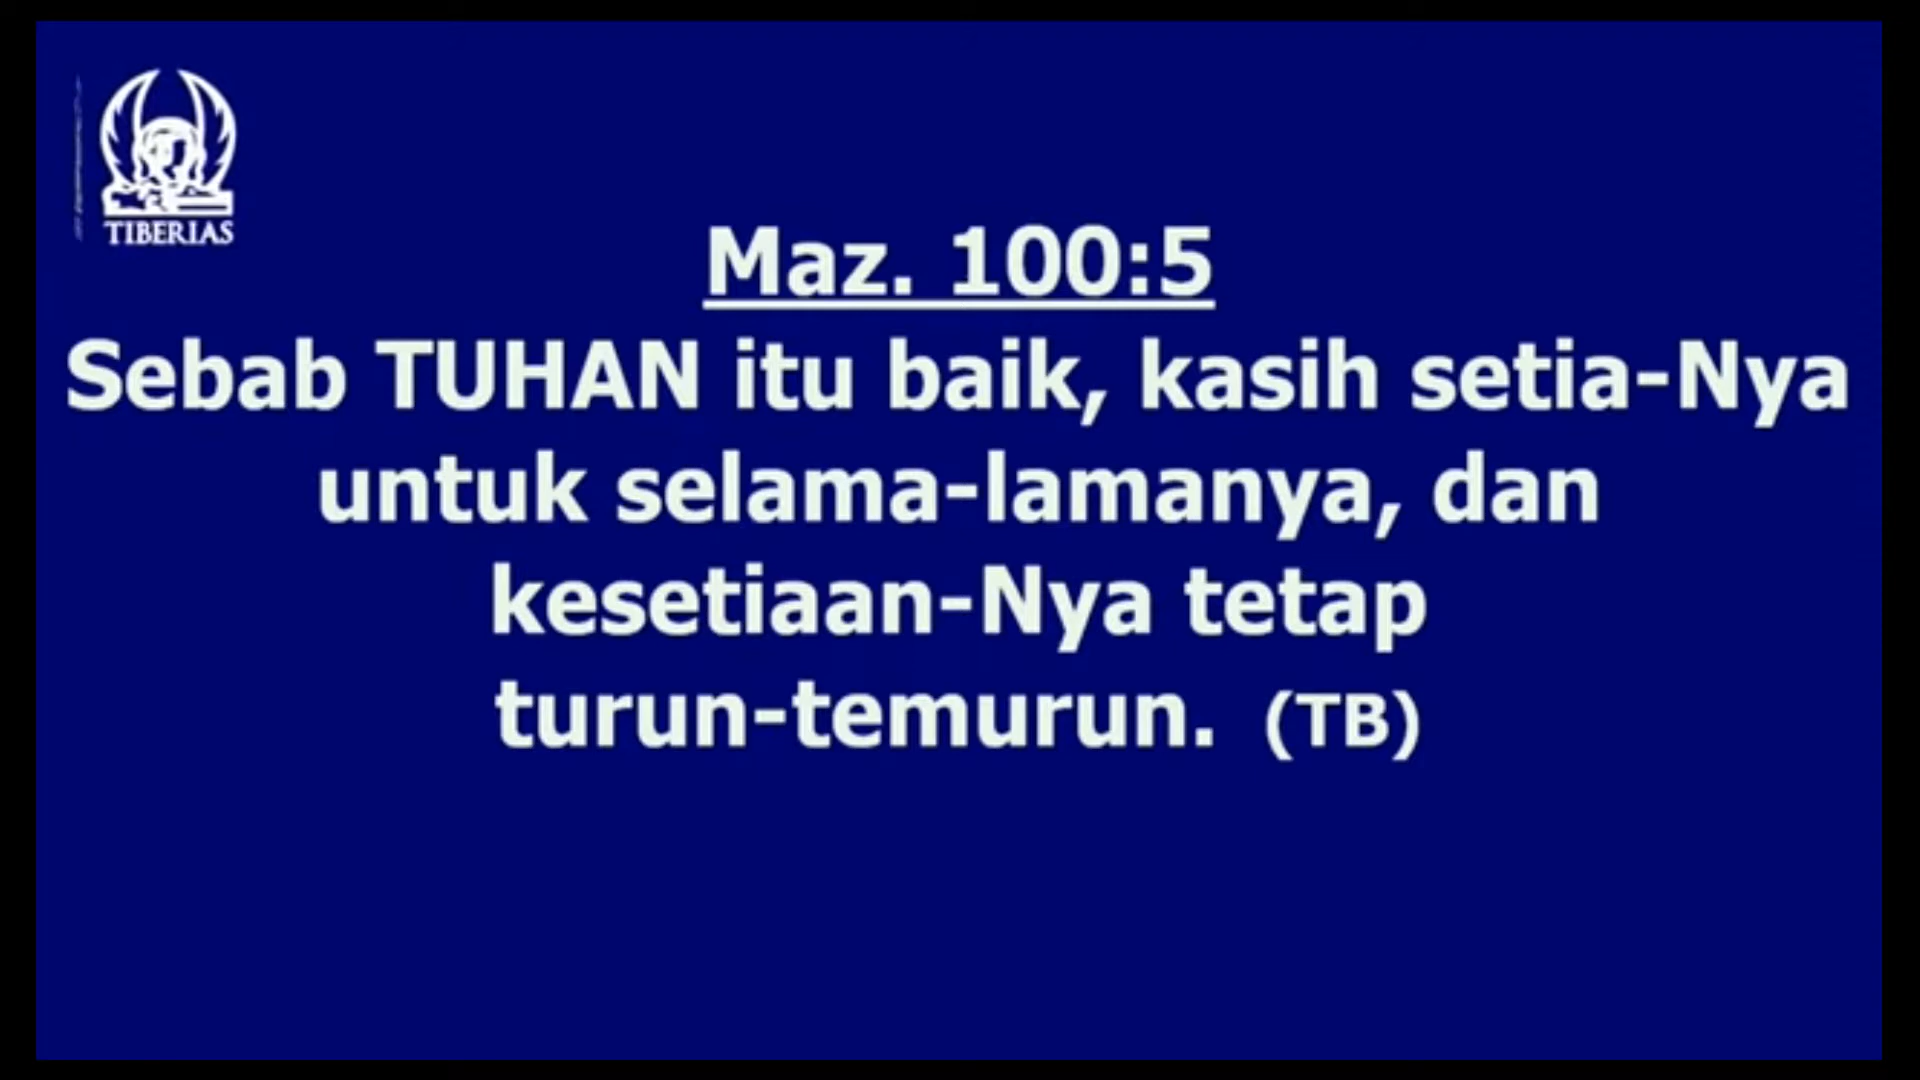 TIBERIAS
Maz. 100:5
Sebab TUHAN itu baik, kasih setia-Nya
untuk selama-lamanya, dan
kesetiaan-Nya tetap
turun-temurun. (TB)